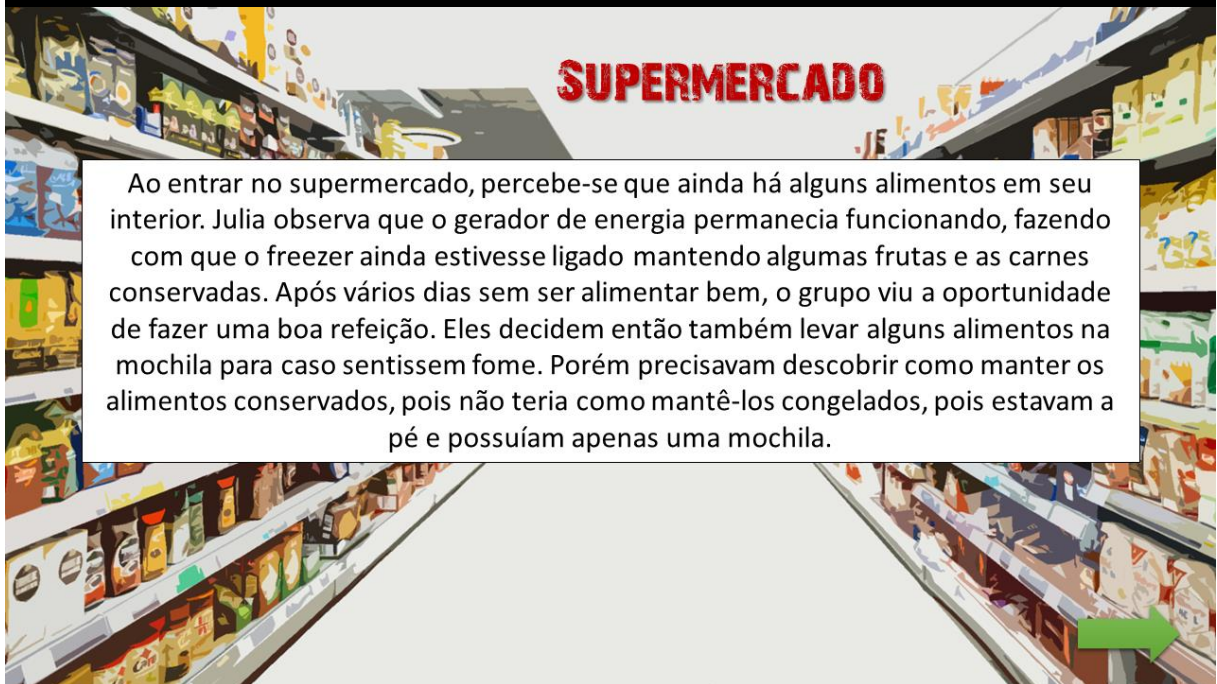 SUPERMERCADO
Ao entrar no supermercado, percebe-se que ainda há alguns alimentos em seu
interior. Julia observa que o gerador de energia permanecia funcionando, fazendo
com que o freezer ainda estivesse ligado mantendo algumas frutas e as carnes
conservadas. Após vários dias sem ser alimentar bem, o grupo viu a oportunidade
de fazer uma boa refeição. Eles decidem então também levar alguns alimentos na
mochila para caso sentissem fome. Porém precisavam descobrir como manter os
alimentos conservados, pois não teria como mantê-los congelados, pois estavam a
pé e possuíam apenas uma mochila.